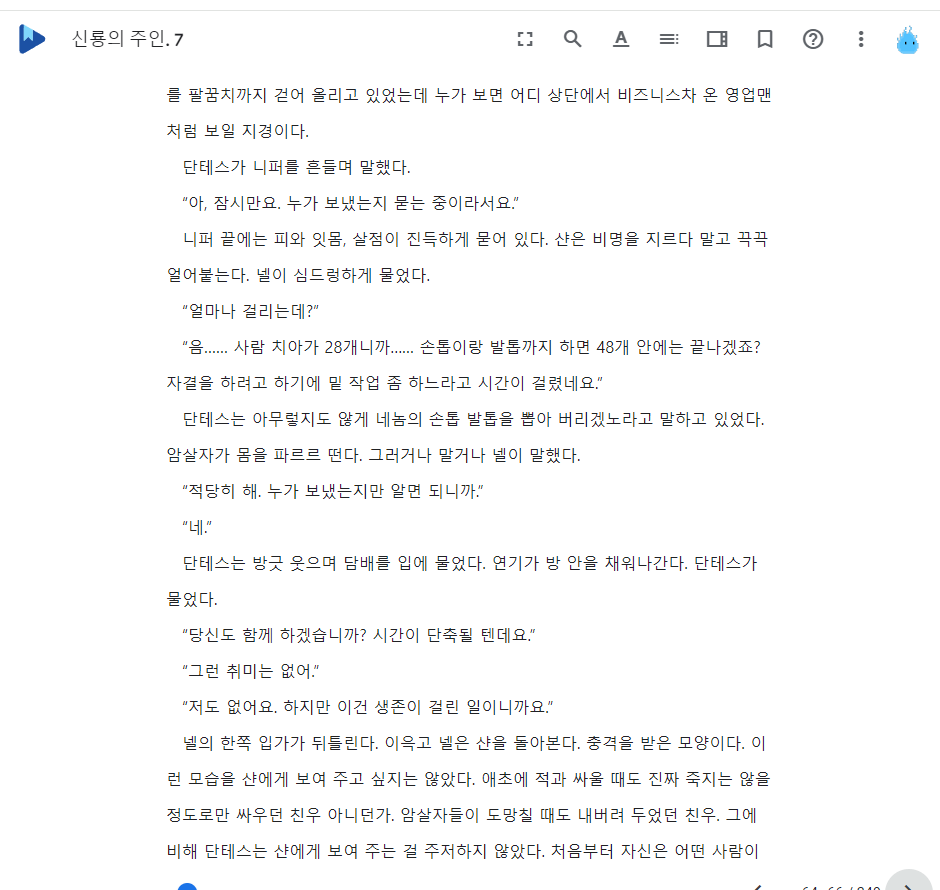 신룡의 주인. 7
를 팔꿈치까지 걷어 올리고 있었는데 누가 보면 어디 상단에서 비즈니스차 온 영업맨
처럼 보일 지경이다.
단테스가 니퍼를 흔들며 말했다.
“아, 잠시만요. 누가 보냈는지 묻는 중이라서요.”
니퍼 끝에는 피와 잇몸, 살점이 진득하게 묻어 있다. 샨은 비명을 지르다 말고 끅끅
얼어붙는다. 넬이 심드렁하게 물었다.
“얼마나 걸리는데?”
“음…… 사람 치아가 28개니까…… 손톱이랑 발톱까지 하면 48개 안에는 끝나겠죠?
자결을 하려고 하기에 밑 작업 좀 하느라고 시간이 걸렸네요.”
단테스는 아무렇지도 않게 네놈의 손톱 발톱을 뽑아 버리겠노라고 말하고 있었다.
암살자가 몸을 파르르 떤다. 그러거나 말거나 넬이 말했다.
“적당히 해. 누가 보냈는지만 알면 되니까.”
“네.”
단테스는 방긋 웃으며 담배를 입에 물었다. 연기가 방 안을 채워나간다. 단테스가
물었다.
“당신도 함께 하겠습니까? 시간이 단축될 텐데요.”
“그런 취미는 없어.”
“저도 없어요. 하지만 이건 생존이 걸린 일이니까요.”
넬의 한쪽 입가가 뒤틀린다. 이윽고 넬은 샨을 돌아본다. 충격을 받은 모양이다. 이
런 모습을 샨에게 보여 주고 싶지는 않았다. 애초에 적과 싸울 때도 진짜 죽지는 않을
정도로만 싸우던 친우 아니던가. 암살자들이 도망칠 때도 내버려 두었던 친우. 그에
비해 단테스는 샨에게 보여 주는 걸 주저하지 않았다. 처음부터 자신은 어떤 사람이